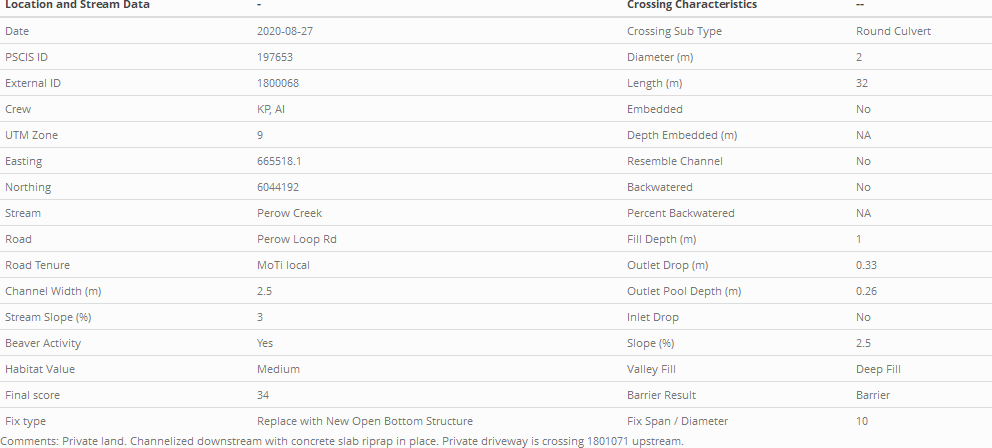 Location and Stream Data - Crossing Characteristics --
Date 2020-08-27 Crossing Sub Type Round Culvert
PSCIS ID 197653 Diameter (m) 2
External ID 1800068 Length (m) 32
Crew KP, AI Embedded No
UTM Zone 9 Depth Embedded (m) NA
Easting 665518.1 Resemble Channel No
Northing 6044192 Backwatered No
Stream Perow Creek Percent Backwatered NA
Road Perow Loop Rd Fill Depth (m) 1
Road Tenure MoTi local Outlet Drop (m) 0.33
Channel Width (m) 2.5 Outlet Pool Depth (m) 0.26
Stream Slope (%) 3 Inlet Drop No
Beaver Activity Yes Slope (%) 2.5
Habitat Value Medium Valley Fill Deep Fill
Final score 34 Barrier Result Barrier
Fix type Replace with New Open Bottom Structure Fix Span / Diameter 10
Comments: Private land. Channelized downstream with concrete slab riprap in place. Private driveway is crossing 1801071 upstream.